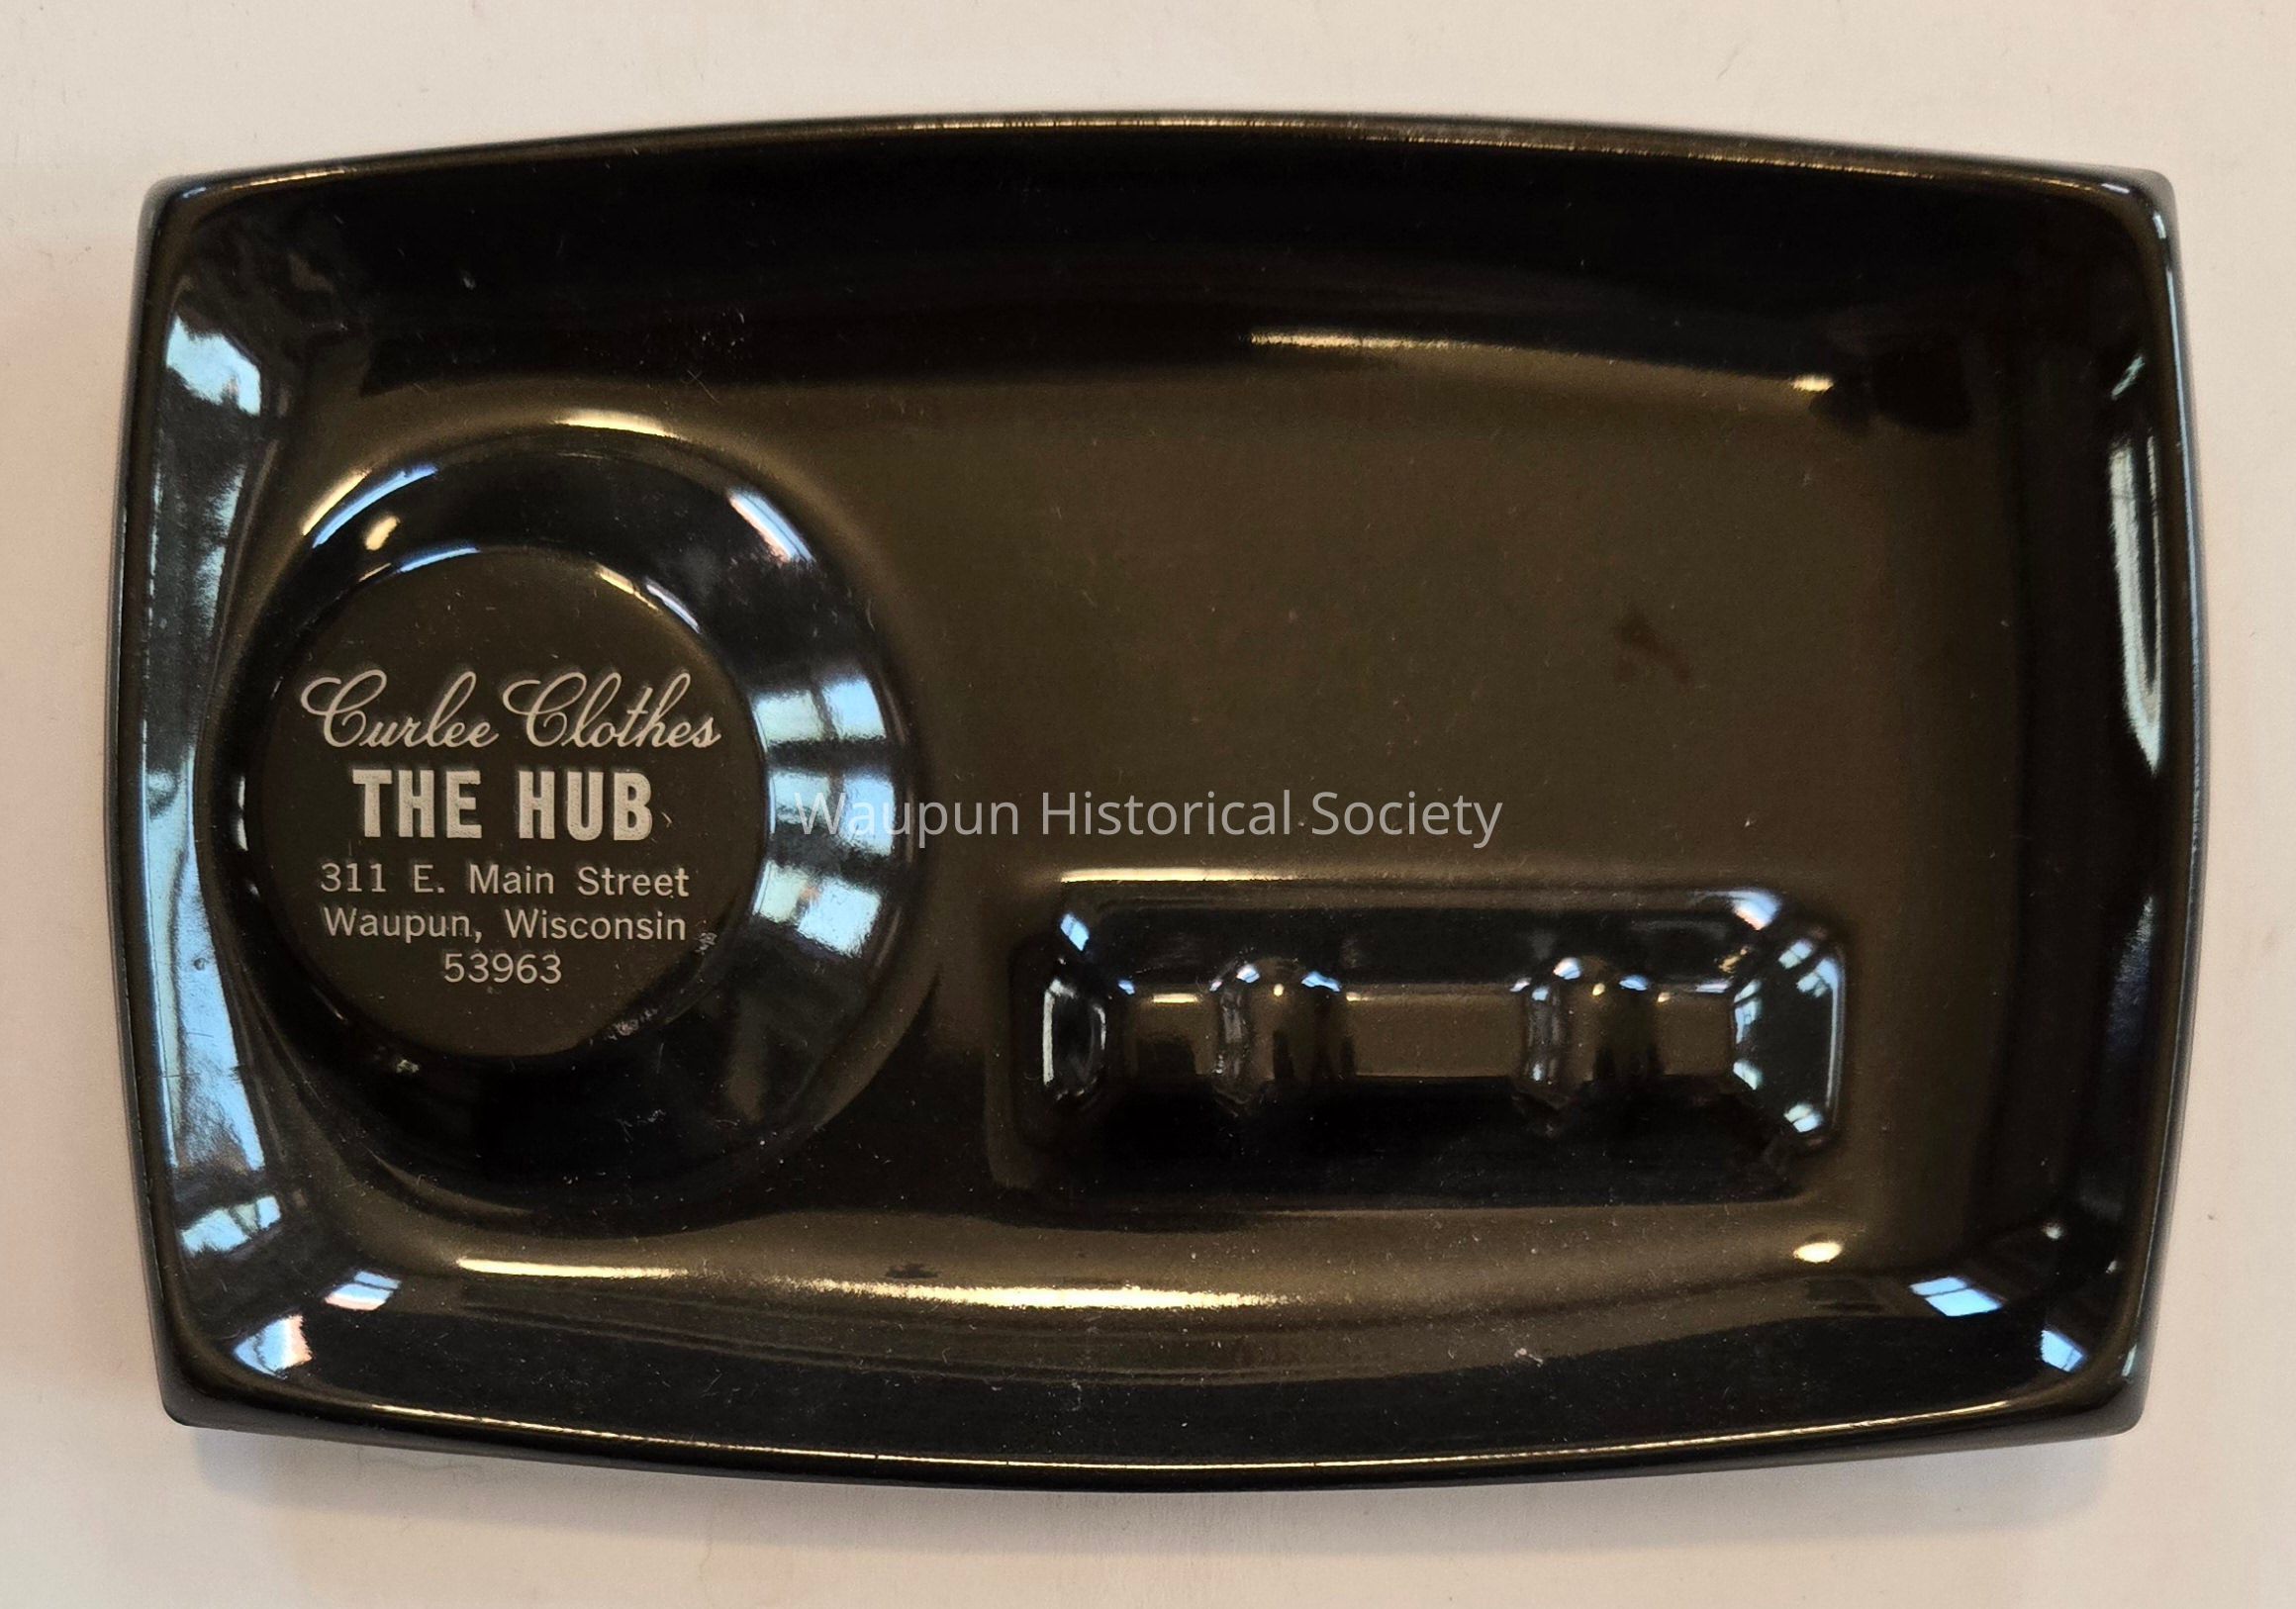 Curlee Clothes
THE HUB
311 E. Main Street
Waupun, Wisconsin
53963
Waupun Historical Society